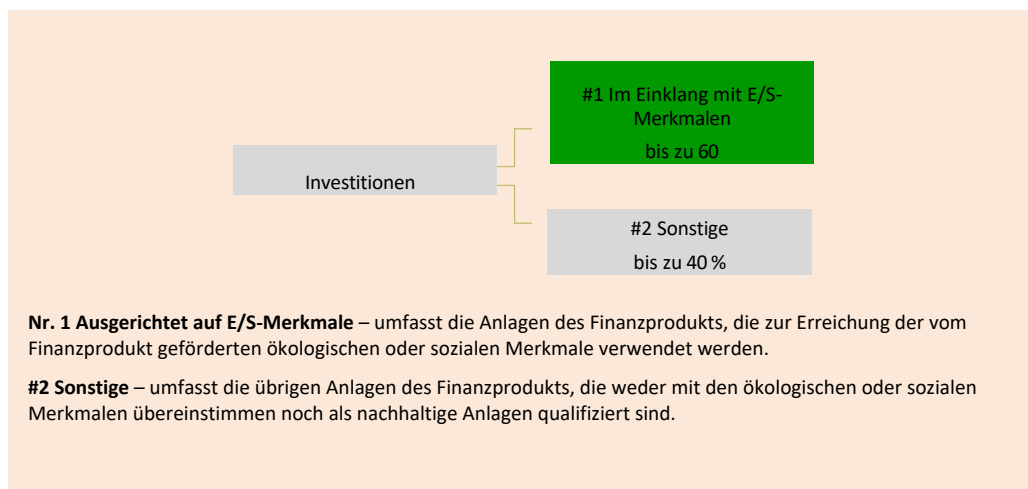 #1 Im Einklang mit E/S-
Merkmalen
bis zu 60
Investitionen
#2 Sonstige
bis zu 40 %
Nr. 1 Ausgerichtet auf E/S-Merkmale – umfasst die Anlagen des Finanzprodukts, die zur Erreichung der vom
Finanzprodukt geförderten ökologischen oder sozialen Merkmale verwendet werden.
#2 Sonstige – umfasst die übrigen Anlagen des Finanzprodukts, die weder mit den ökologischen oder sozialen
Merkmalen übereinstimmen noch als nachhaltige Anlagen qualifiziert sind.